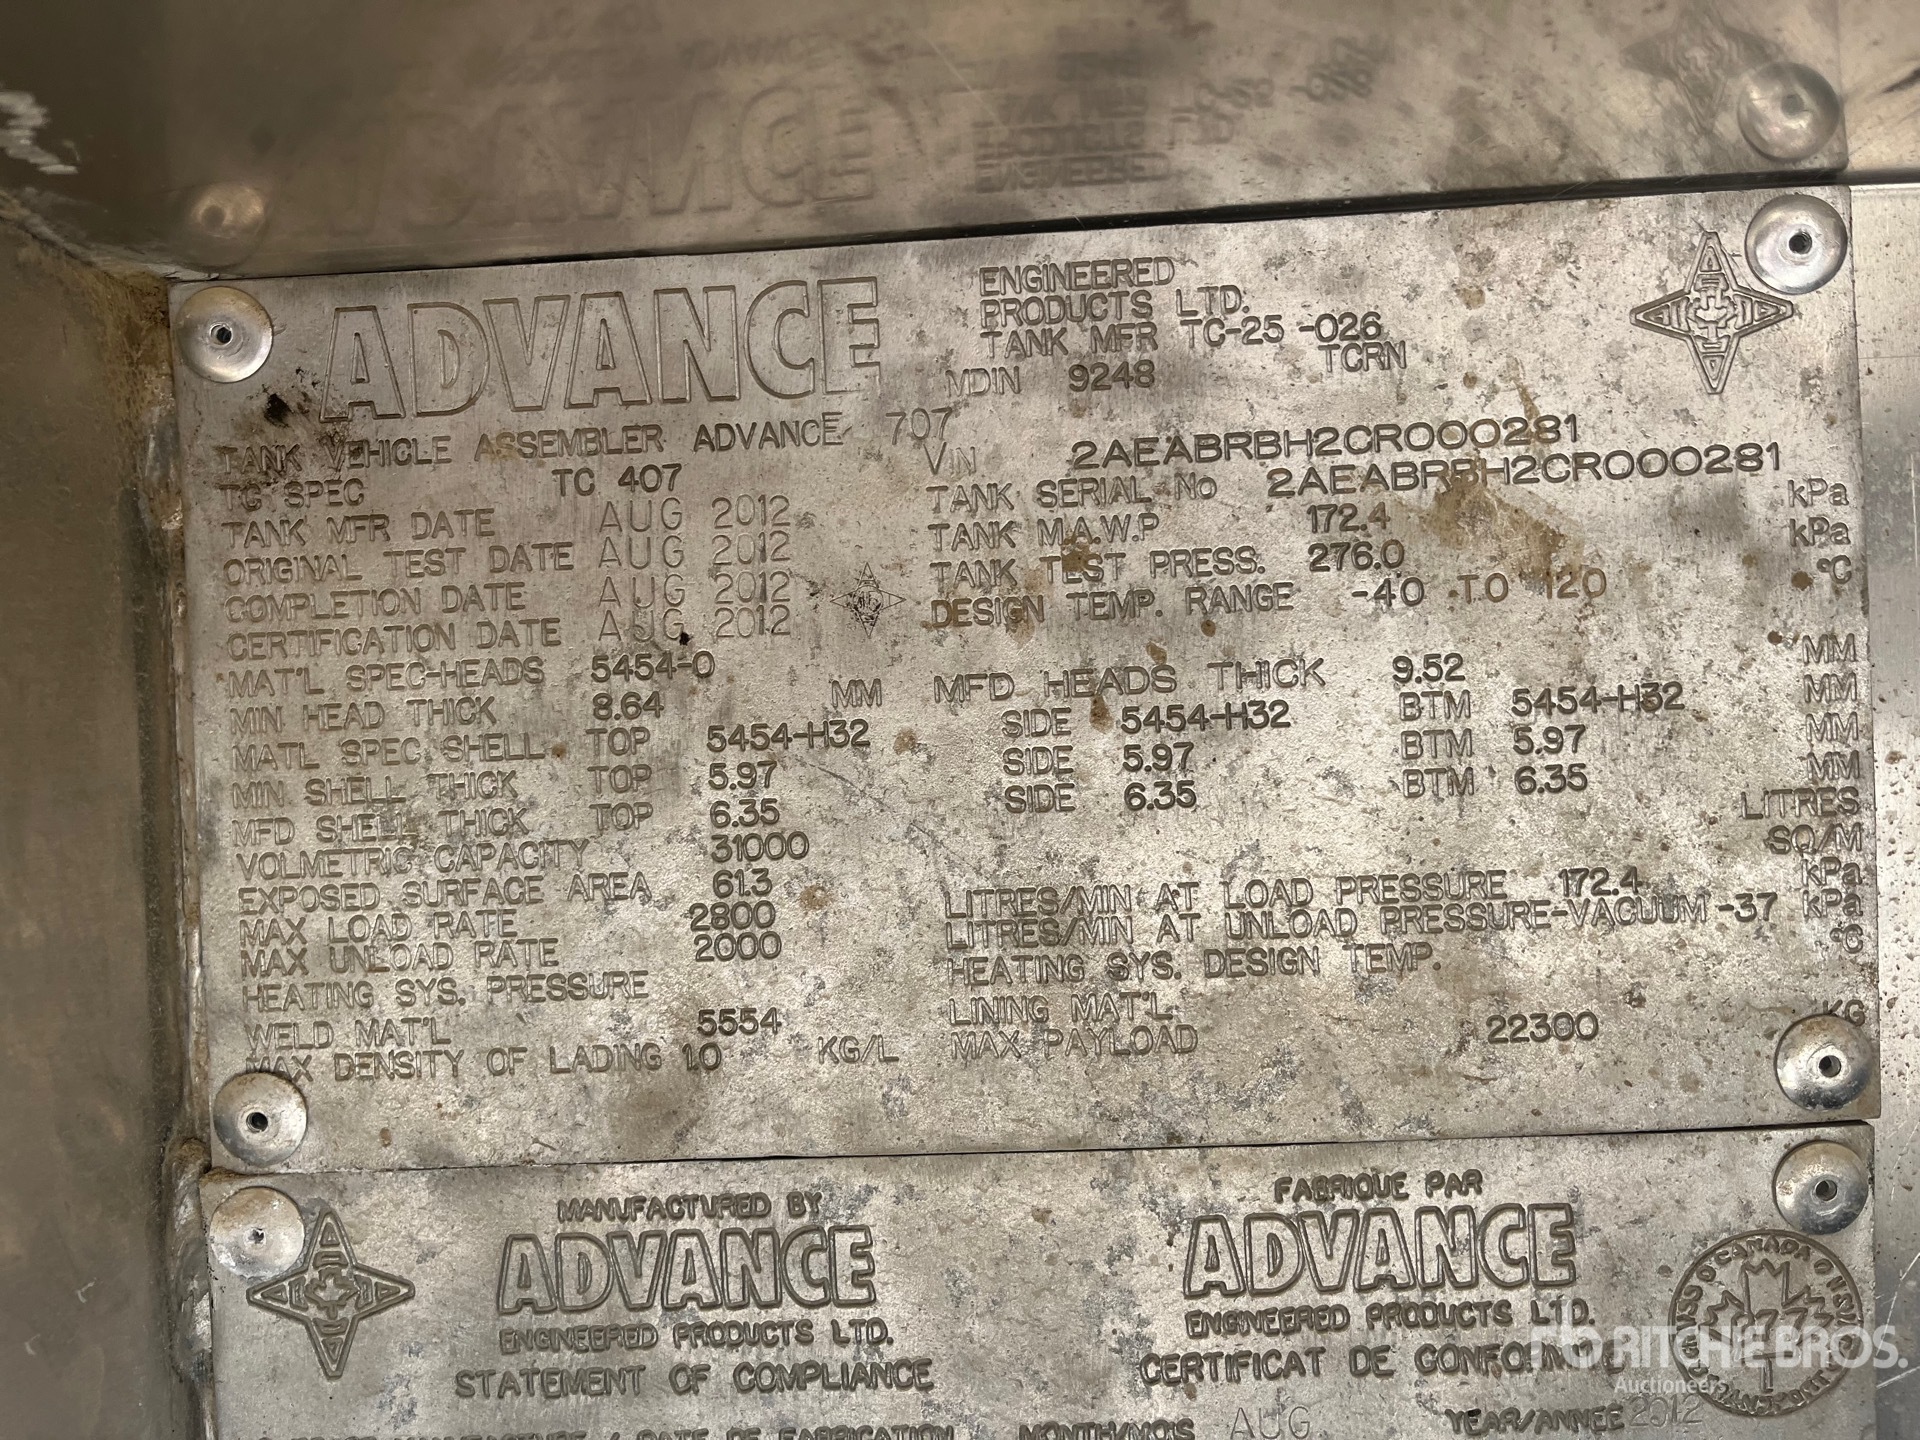 ADVANCE
ENGINEERED
PRODUCTS LTD.
TANK MFR TC-25-026
MDIN 9248 TCRN
TANK VEHICLE ASSEMBLER ADVANCE 707
VIN 2AEABRBH2CR000281
TC SPEC TC 407
TANK SERIAL No 2AEABRBH2CR000281
TANK MFR DATE AUG 2012
TANK M.A.W.P 172.4 kPa
ORIGINAL TEST DATE AUG 2012
TANK TEST PRESS. 276.0 kPa
COMPLETION DATE AUG 2012
DESIGN TEMP. RANGE -40 TO 120 °C
CERTIFICATION DATE AUG 2012
MAT'L SPEC-HEADS 5454-0
MIN HEAD THICK 8.64 MM
MFD HEADS THICK 9.52 MM
MATL SPEC SHELL TOP 5454-H32 SIDE 5454-H32 BTM 5454-H32 MM
MIN SHELL THICK TOP 5.97 SIDE 5.97 BTM 5.97 MM
MFD SHELL THICK TOP 6.35 SIDE 6.35 BTM 6.35 MM
VOLMETRIC CAPACITY 31000 LITRES
EXPOSED SURFACE AREA 61.3 SQ/M
MAX LOAD RATE 2800 LITRES/MIN AT LOAD PRESSURE 172.4 kPa
MAX UNLOAD RATE 2000 LITRES/MIN AT UNLOAD PRESSURE-VACUUM -37 kPa
HEATING SYS. PRESSURE HEATING SYS. DESIGN TEMP. °C
WELD MAT'L 5554 LINING MAT'L
MAX DENSITY OF LADING 1.0 KG/L MAX PAYLOAD 22300 KG
MANUFACTURED BY
ADVANCE
ENGINEERED PRODUCTS LTD.
STATEMENT OF COMPLIANCE
FABRIQUE PAR
ADVANCE
ENGINEERED PRODUCTS LTD.
CERTIFICAT DE CONFORMITE
MANUFACTURE / DATE DE FABRICATION MONTH/MOIS AUG YEAR/ANNEE 2012
CANADA
RITCHIE BROS.
Auctioneers